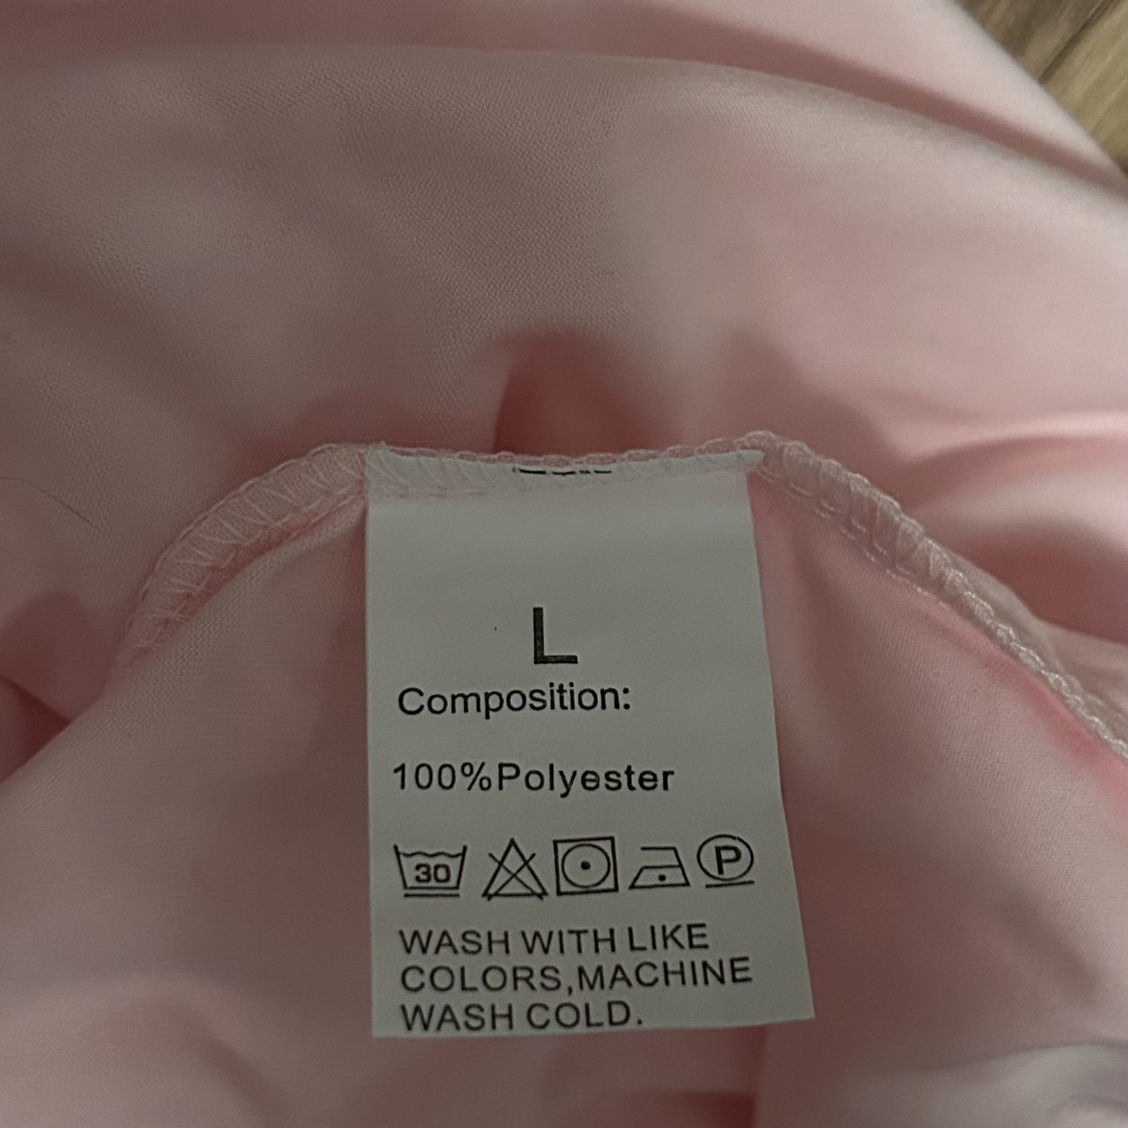 L
Composition:
100%Polyester
30 P
WASH WITH LIKE
COLORS,MACHINE
WASH COLD.